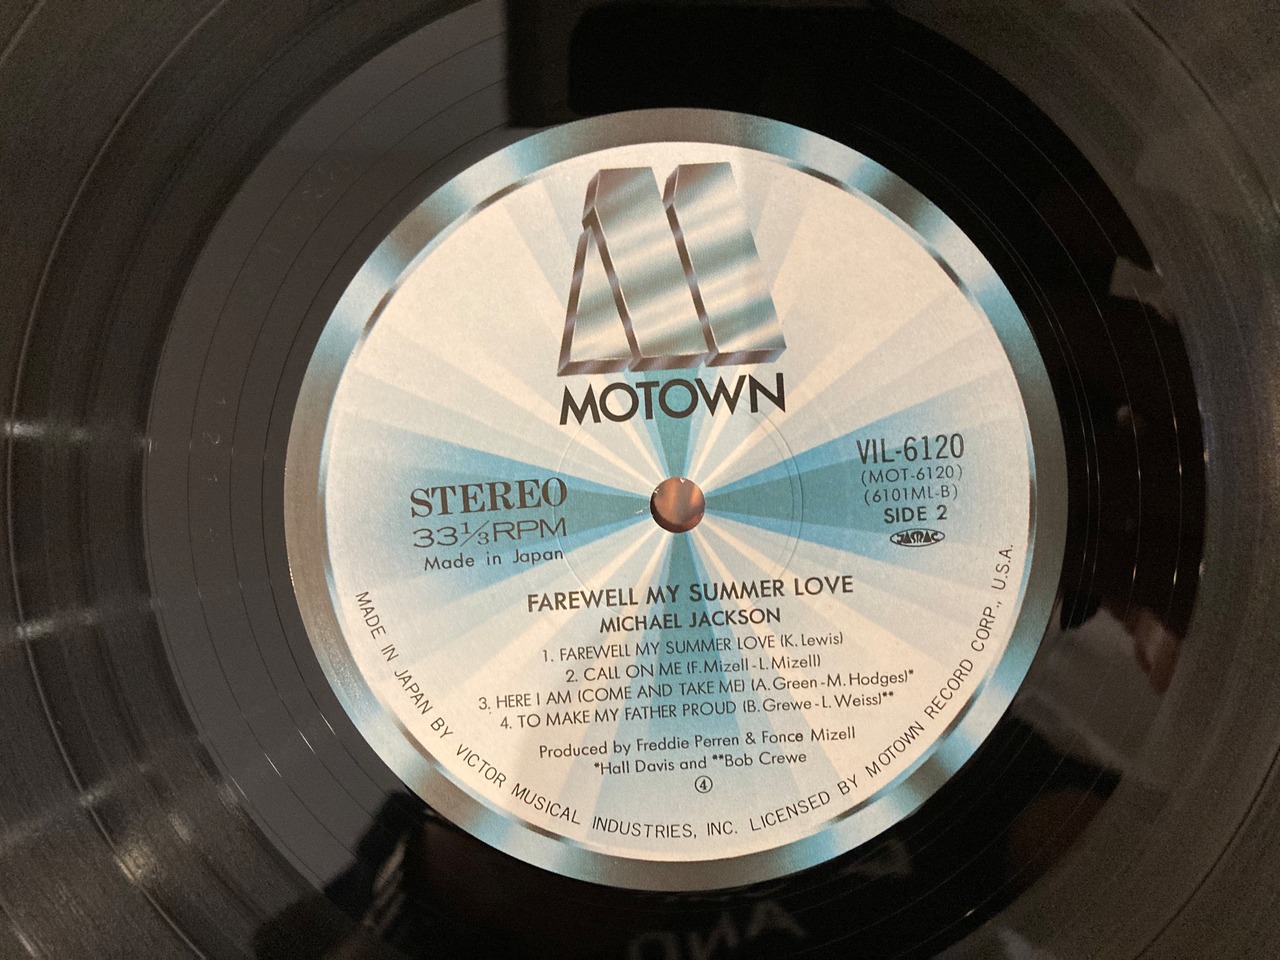 MOTOWN
VIL-6120
(MOT-6120)
(6101ML-B)
SIDE 2
JASRAC
STEREO
33⅓RPM
Made in Japan
FAREWELL MY SUMMER LOVE
MICHAEL JACKSON
1. FAREWELL MY SUMMER LOVE (K. Lewis)
2. CALL ON ME (F. Mizell-L. Mizell)
3. HERE I AM (COME AND TAKE ME) (A. Green-M. Hodges)*
4. TO MAKE MY FATHER PROUD (B. Grewe-L. Weiss)**
Produced by Freddie Perren & Fonce Mizell
*Hall Davis and **Bob Crewe
④
MADE IN JAPAN BY VICTOR MUSICAL INDUSTRIES, INC. LICENSED BY MOTOWN RECORD CORP., U.S.A.